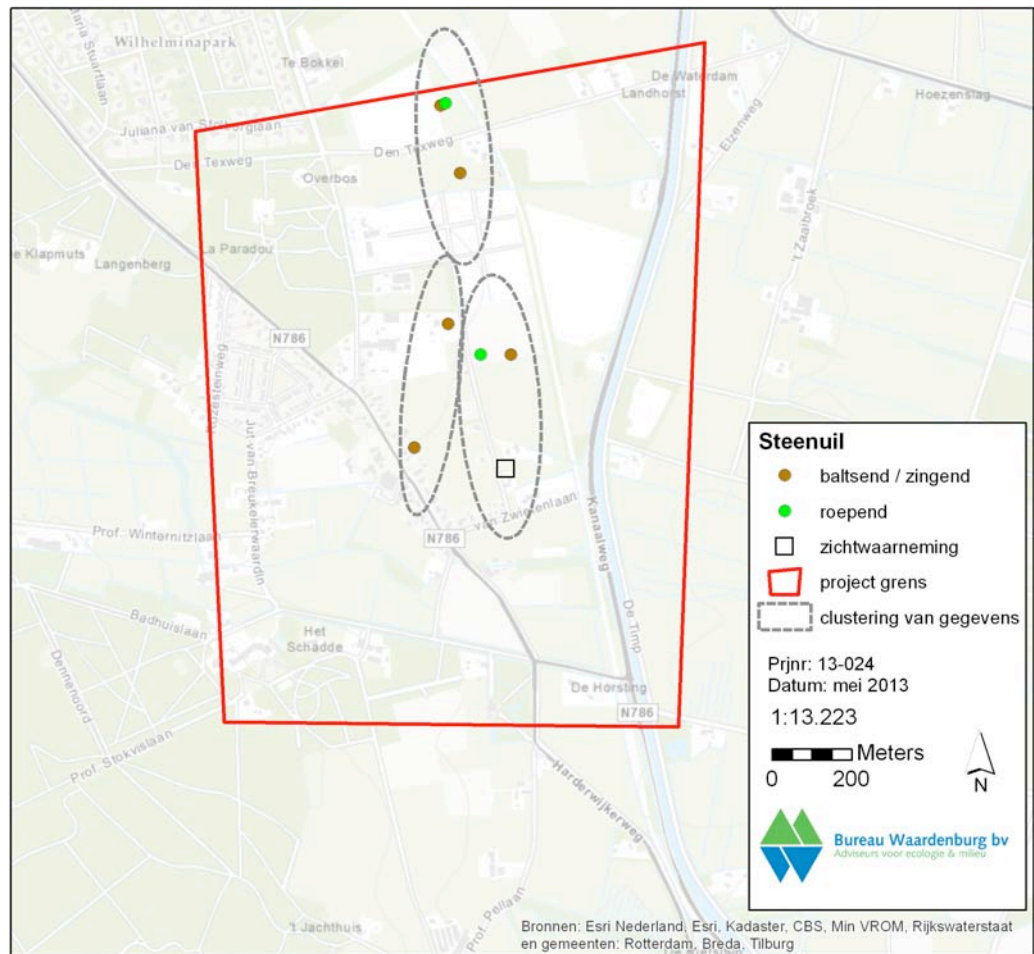 Wilhelminapark
Te Bokkel
De Waterdam
Landhorst
Hoezenslag
Juliana van Stolberglaan
Den Texweg
Den Texweg
Overbos
Elzenweg
't Zaaibroek
La Paradou
Langenberg
N786
Rozesteinweg
Jut van Breukelerwaardin
Prof. Winternitzlaan
N786
van Zwietenlaan
Kanaalweg
De Timp
Badhuislaan
Het
Schadde
Dennenoord
De Horsting
N786
Prof. Stokvislaan
Harderwijkerweg
Prof. Pellaan
't Jachthuis
Steenuil
baltsend / zingend
roepend
zichtwaarneming
project grens
clustering van gegevens
Prjnr: 13-024
Datum: mei 2013
1:13.223
Meters
0 200
N
Bureau Waardenburg bv
Adviseurs voor ecologie & milieu
Bronnen: Esri Nederland, Esri, Kadaster, CBS, Min VROM, Rijkswaterstaat
en gemeenten: Rotterdam, Breda, Tilburg